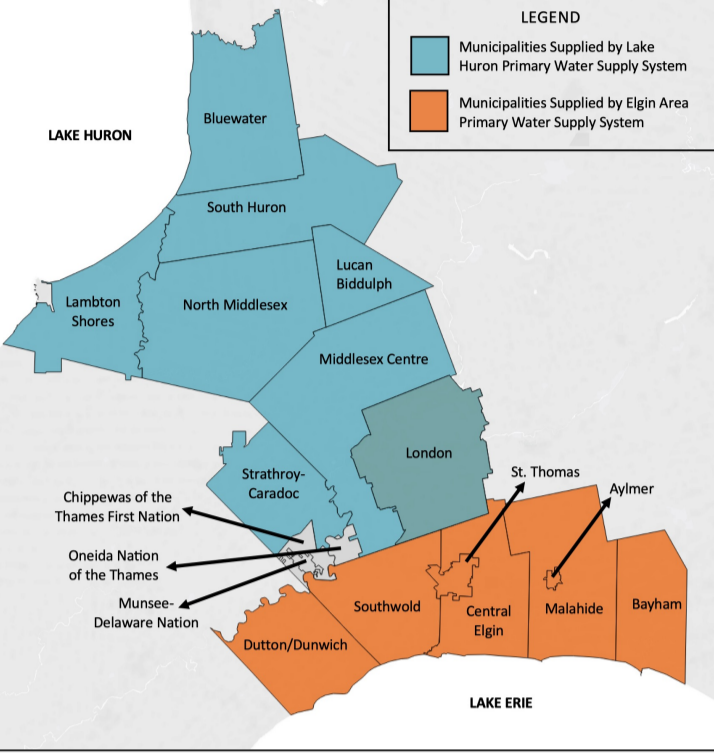 LEGEND
Municipalities Supplied by Lake
Huron Primary Water Supply System
Municipalities Supplied by Elgin Area
Primary Water Supply System
LAKE HURON
Bluewater
South Huron
Lucan
Biddulph
Lambton
Shores
North Middlesex
Middlesex Centre
London
Strathroy-
Caradoc
St. Thomas
Aylmer
Chippewas of the
Thames First Nation
Oneida Nation
of the Thames
Munsee-
Delaware Nation
Southwold
Central
Elgin
Malahide
Bayham
Dutton/Dunwich
LAKE ERIE